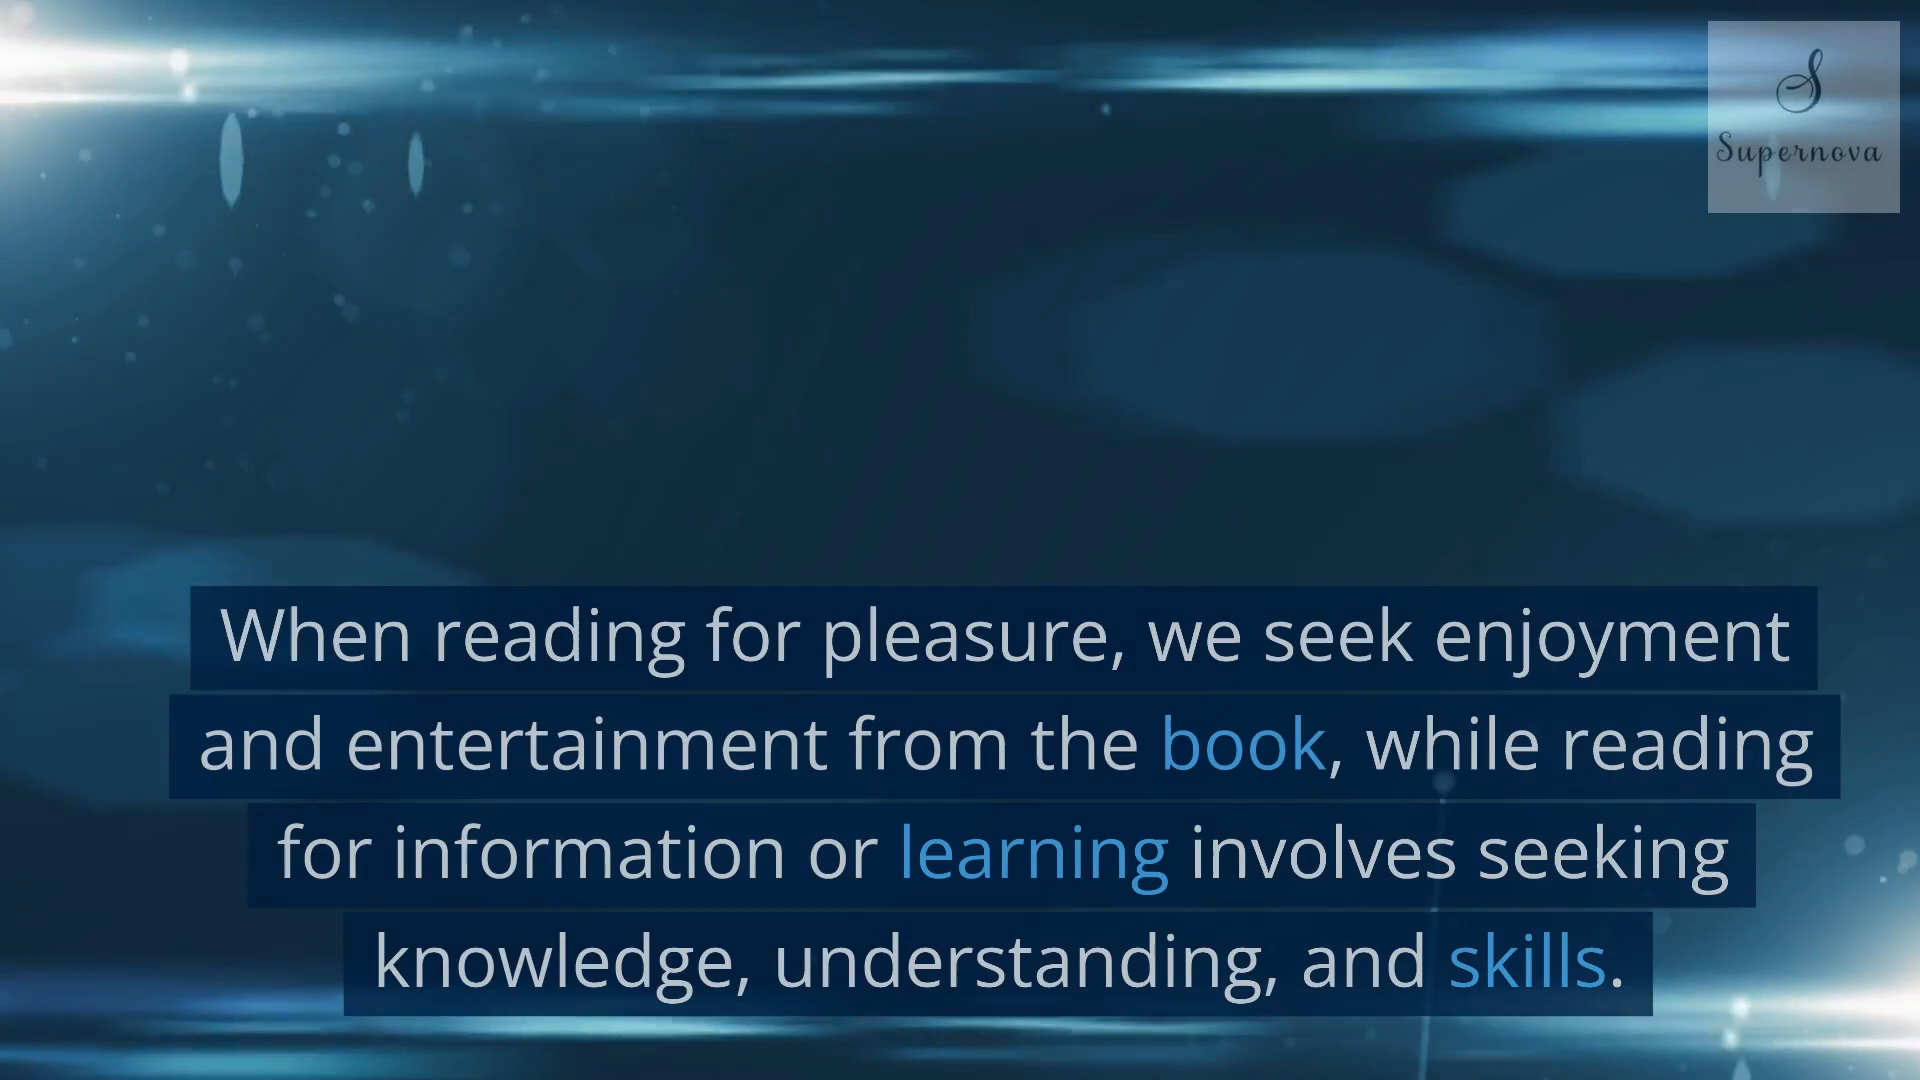 S
Supernova
When reading for pleasure, we seek enjoyment
and entertainment from the book, while reading
for information or learning involves seeking
knowledge, understanding, and skills.